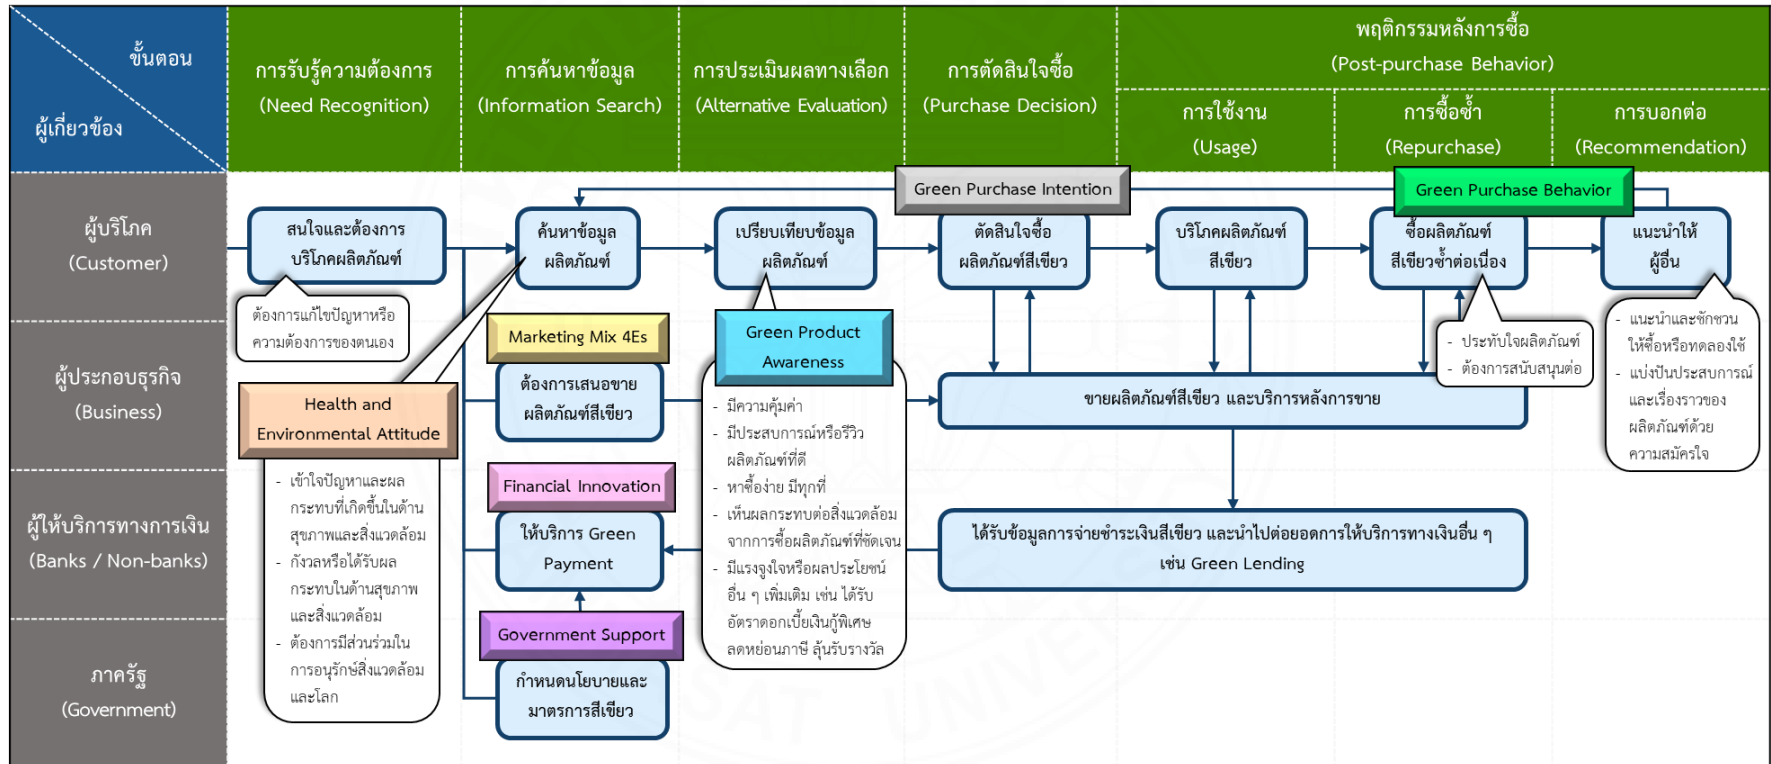 ขั้นตอน
ผู้เกี่ยวข้อง
การรับรู้ความต้องการ
(Need Recognition)
การค้นหาข้อมูล
(Information Search)
การประเมินผลทางเลือก
(Alternative Evaluation)
การตัดสินใจซื้อ
(Purchase Decision)
พฤติกรรมหลังการซื้อ
(Post-purchase Behavior)
การใช้งาน
(Usage)
การซื้อซ้ำ
(Repurchase)
การบอกต่อ
(Recommendation)
Green Purchase Intention
Green Purchase Behavior
ผู้บริโภค
(Customer)
สนใจและต้องการ
บริโภคผลิตภัณฑ์
ค้นหาข้อมูล
ผลิตภัณฑ์
เปรียบเทียบข้อมูล
ผลิตภัณฑ์
ตัดสินใจซื้อ
ผลิตภัณฑ์สีเขียว
บริโภคผลิตภัณฑ์
สีเขียว
ซื้อผลิตภัณฑ์
สีเขียวซ้ำต่อเนื่อง
แนะนำให้
ผู้อื่น
ต้องการแก้ไขปัญหาหรือ
ความต้องการของตนเอง
- ประทับใจผลิตภัณฑ์
- ต้องการสนับสนุนต่อ
- แนะนำและชักชวน
ให้ซื้อหรือทดลองใช้
- แบ่งปันประสบการณ์
และเรื่องราวของ
ผลิตภัณฑ์ด้วย
ความสมัครใจ
ผู้ประกอบธุรกิจ
(Business)
Health and
Environmental Attitude
- เข้าใจปัญหาและผล
กระทบที่เกิดขึ้นในด้าน
สุขภาพและสิ่งแวดล้อม
- กังวลหรือได้รับผล
กระทบในด้านสุขภาพ
และสิ่งแวดล้อม
- ต้องการมีส่วนร่วมใน
การอนุรักษ์สิ่งแวดล้อม
และโลก
Marketing Mix 4Es
ต้องการเสนอขาย
ผลิตภัณฑ์สีเขียว
Green Product
Awareness
- มีความคุ้มค่า
- มีประสบการณ์หรือรีวิว
ผลิตภัณฑ์ที่ดี
- หาซื้อง่าย มีทุกที่
- เห็นผลกระทบต่อสิ่งแวดล้อม
จากการซื้อผลิตภัณฑ์ที่ชัดเจน
- มีแรงจูงใจหรือผลประโยชน์
อื่น ๆ เพิ่มเติม เช่น ได้รับ
อัตราดอกเบี้ยเงินกู้พิเศษ
ลดหย่อนภาษี ลุ้นรับรางวัล
ขายผลิตภัณฑ์สีเขียว และบริการหลังการขาย
ผู้ให้บริการทางการเงิน
(Banks / Non-banks)
Financial Innovation
ให้บริการ Green
Payment
ได้รับข้อมูลการจ่ายชำระเงินสีเขียว และนำไปต่อยอดการให้บริการทางเงินอื่น ๆ
เช่น Green Lending
ภาครัฐ
(Government)
Government Support
กำหนดนโยบายและ
มาตรการสีเขียว
SAT UNIVERS